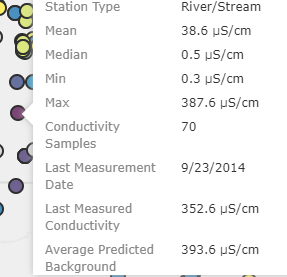 Station Type River/Stream
Mean 38.6 µS/cm
Median 0.5 µS/cm
Min 0.3 µS/cm
Max 387.6 µS/cm
Conductivity 70
Samples
Last Measurement 9/23/2014
Date
Last Measured 352.6 µS/cm
Conductivity
Average Predicted 393.6 µS/cm
Background